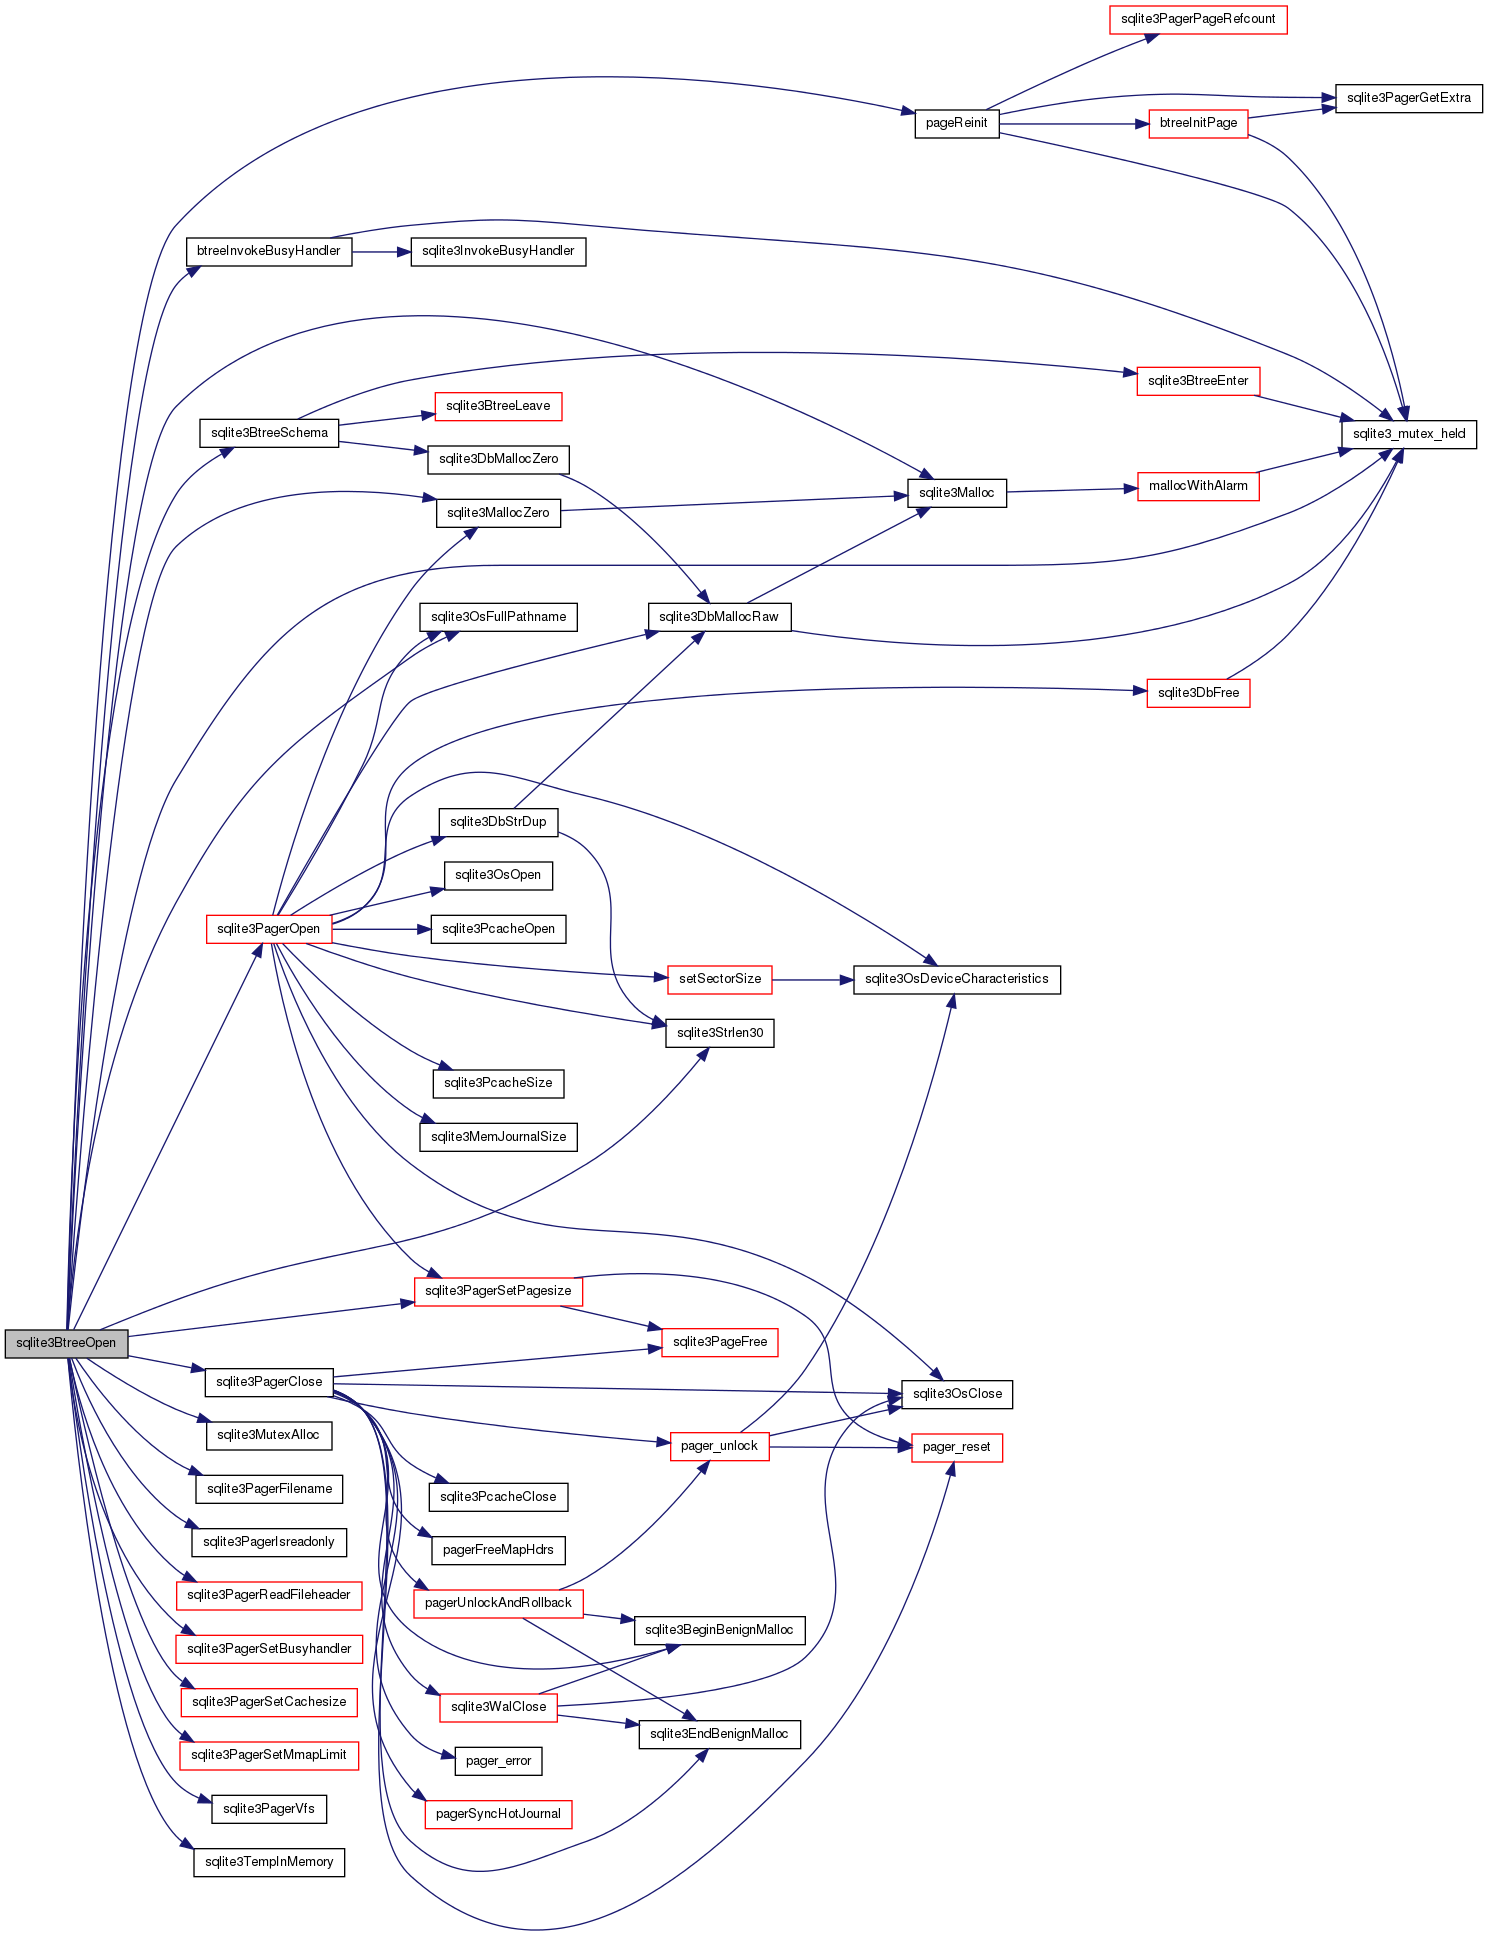 sqlite3PagerPageRefcount
sqlite3PagerGetExtra
pageReinit
btreeInitPage
btreeInvokeBusyHandler
sqlite3InvokeBusyHandler
sqlite3BtreeEnter
sqlite3BtreeLeave
sqlite3BtreeSchema
sqlite3_mutex_held
sqlite3DbMallocZero
mallocWithAlarm
sqlite3Malloc
sqlite3MallocZero
sqlite3OsFullPathname
sqlite3DbMallocRaw
sqlite3DbFree
sqlite3DbStrDup
sqlite3OsOpen
sqlite3PagerOpen
sqlite3PcacheOpen
setSectorSize
sqlite3OsDeviceCharacteristics
sqlite3Strlen30
sqlite3PcacheSize
sqlite3MemJournalSize
sqlite3PagerSetPagesize
sqlite3BtreeOpen
sqlite3PageFree
sqlite3PagerClose
sqlite3OsClose
sqlite3MutexAlloc
pager_unlock
pager_reset
sqlite3PagerFilename
sqlite3PcacheClose
sqlite3PagerIsreadonly
pagerFreeMapHdrs
sqlite3PagerReadFileheader
pagerUnlockAndRollback
sqlite3BeginBenignMalloc
sqlite3PagerSetBusyhandler
sqlite3PagerSetCachesize
sqlite3WalClose
sqlite3EndBenignMalloc
sqlite3PagerSetMmapLimit
pager_error
sqlite3PagerVfs
pagerSyncHotJournal
sqlite3TempInMemory